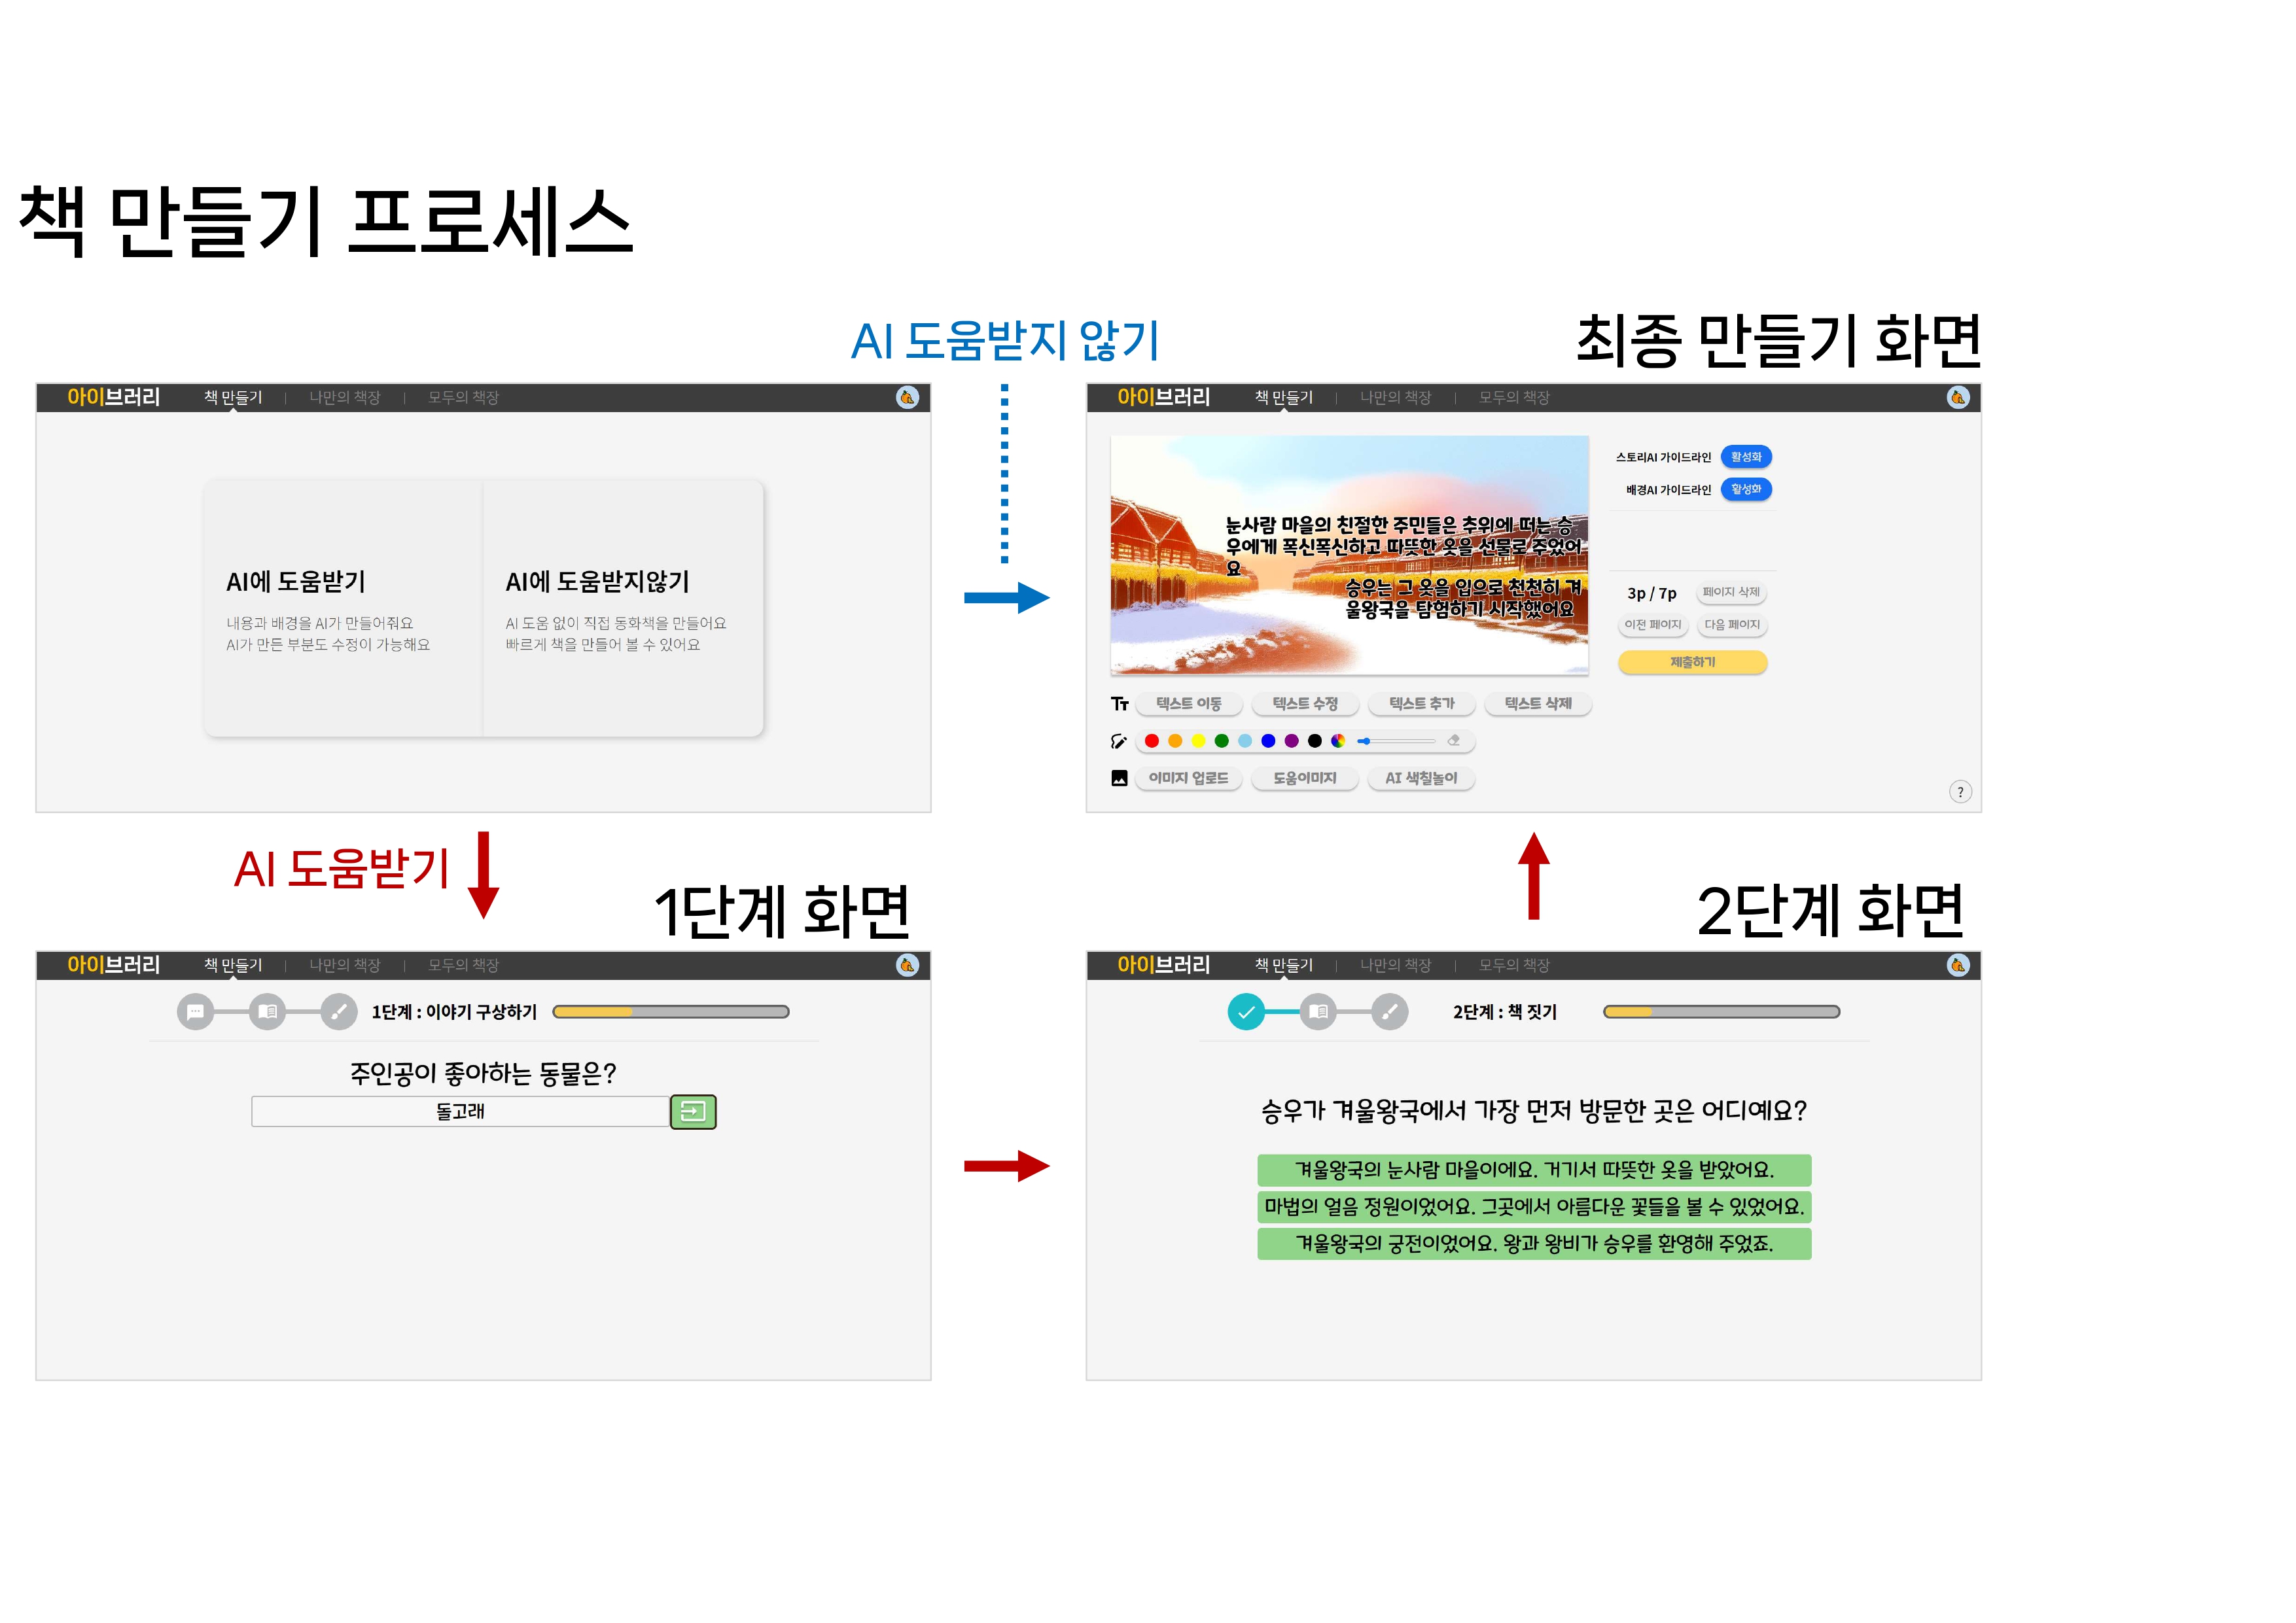 책 만들기 프로세스
AI 도움받지 않기
최종 만들기 화면
아이브러리 책 만들기 | 나만의 책장 | 모두의 책장
AI에 도움받기
내용과 배경을 AI가 만들어줘요
AI가 만든 부분도 수정이 가능해요
AI에 도움받지않기
AI 도움 없이 직접 동화책을 만들어요
빠르게 책을 만들어 볼 수 있어요
아이브러리 책 만들기 | 나만의 책장 | 모두의 책장
눈사람 마을의 친절한 주민들은 추위에 떠는 승
우에게 폭신폭신하고 따뜻한 옷을 선물로 주었어
요
승우는 그 옷을 입으로 천천히 겨
울왕국을 탐험하기 시작했어요
스토리AI 가이드라인 활성화
배경AI 가이드라인 활성화
3p / 7p 페이지 삭제
이전 페이지 다음 페이지
제출하기
텍스트 이동 텍스트 수정 텍스트 추가 텍스트 삭제
이미지 업로드 도움이미지 AI 색칠놀이
?
AI 도움받기
1단계 화면
2단계 화면
아이브러리 책 만들기 | 나만의 책장 | 모두의 책장
1단계 : 이야기 구상하기
주인공이 좋아하는 동물은?
돌고래
아이브러리 책 만들기 | 나만의 책장 | 모두의 책장
2단계 : 책 짓기
승우가 겨울왕국에서 가장 먼저 방문한 곳은 어디예요?
겨울왕국의 눈사람 마을이에요. 거기서 따뜻한 옷을 받았어요.
마법의 얼음 정원이었어요. 그곳에서 아름다운 꽃들을 볼 수 있었어요.
겨울왕국의 궁전이었어요. 왕과 왕비가 승우를 환영해 주었죠.